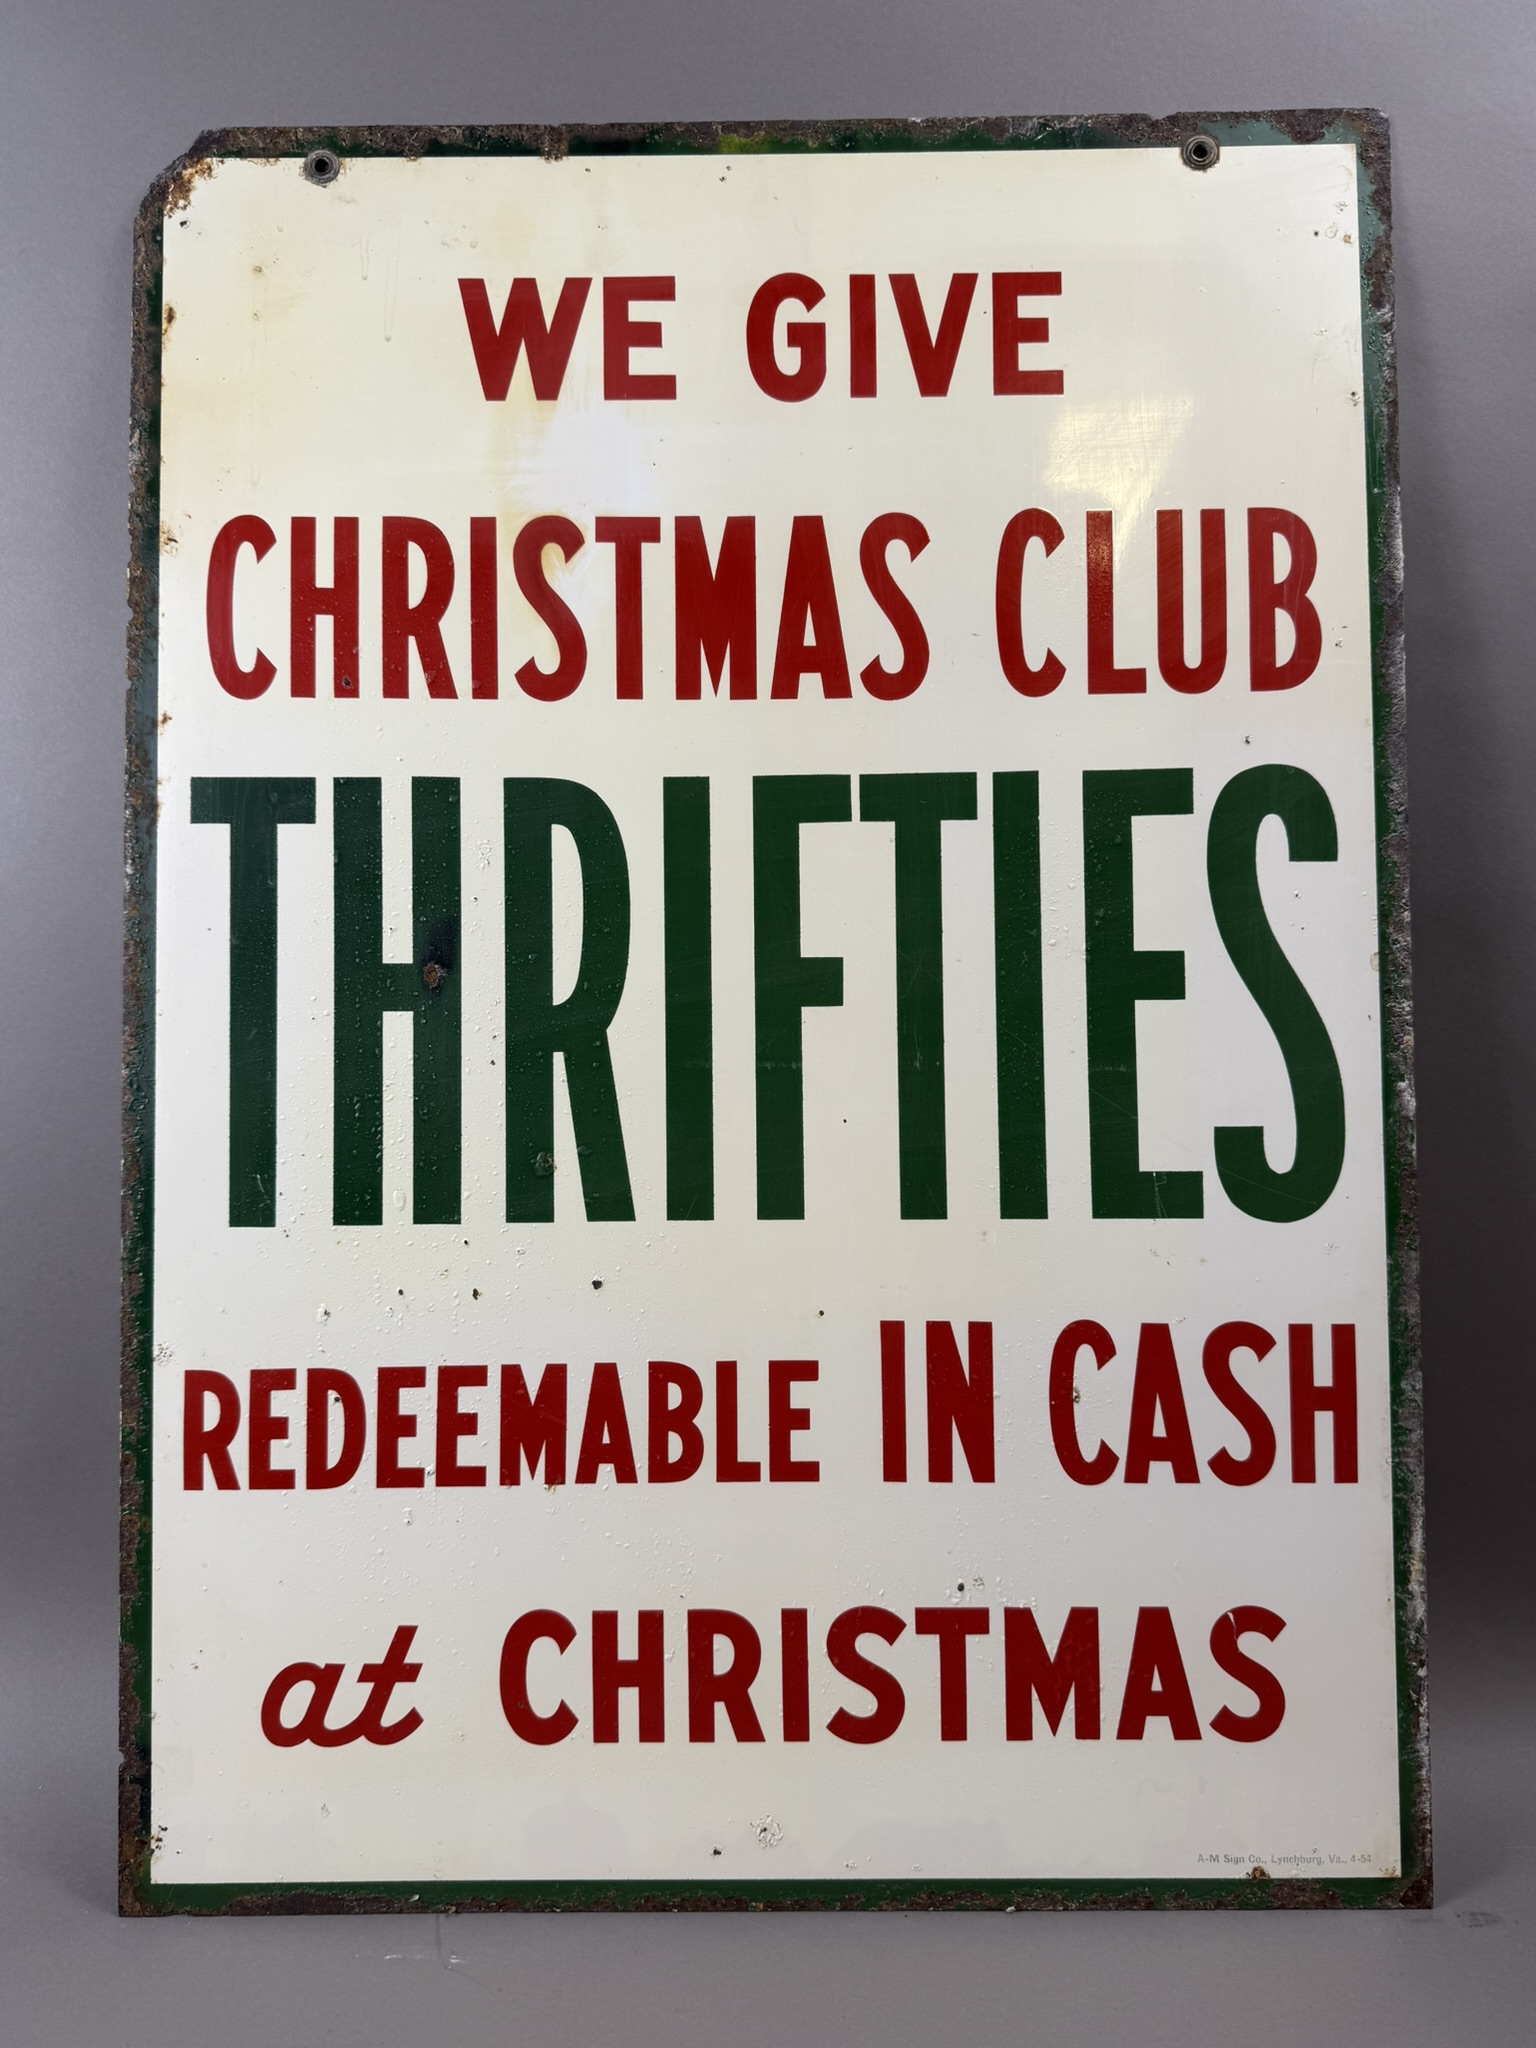 WE GIVE
CHRISTMAS CLUB
THRIFTIES
REDEEMABLE IN CASH
at CHRISTMAS
A-M Sign Co., Lynchburg, Va., 4-54